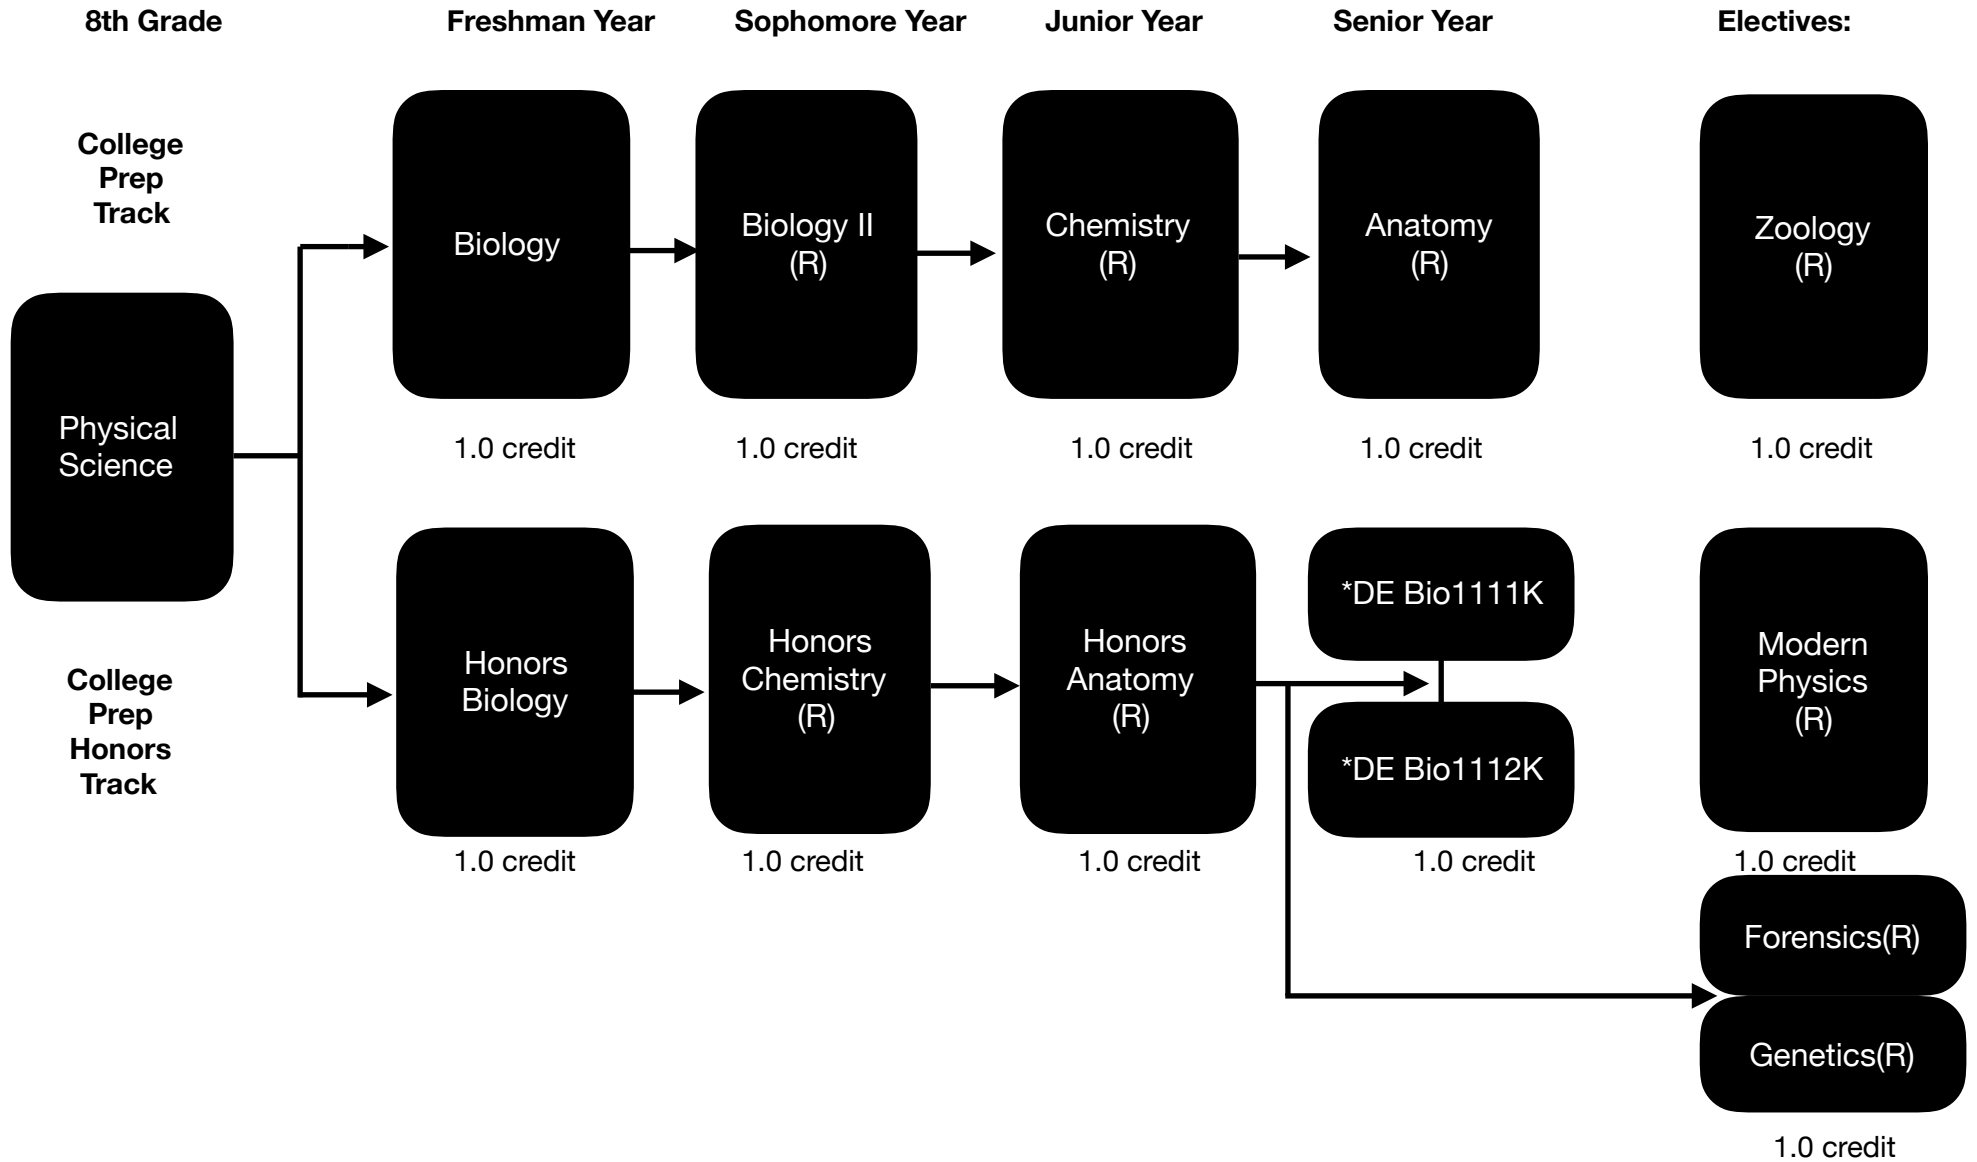 8th Grade
Freshman Year
Sophomore Year
Junior Year
Senior Year
Electives:
College
Prep
Track
Physical
Science
Biology
1.0 credit
Biology II
(R)
1.0 credit
Chemistry
(R)
1.0 credit
Anatomy
(R)
1.0 credit
Zoology
(R)
1.0 credit
College
Prep
Honors
Track
Honors
Biology
1.0 credit
Honors
Chemistry
(R)
1.0 credit
Honors
Anatomy
(R)
1.0 credit
*DE Bio1111K
*DE Bio1112K
1.0 credit
Modern
Physics
(R)
1.0 credit
Forensics(R)
Genetics(R)
1.0 credit